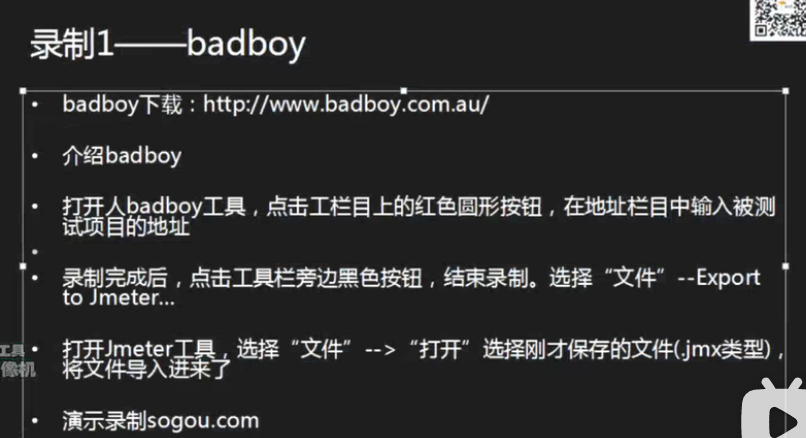 录制1——badboy
• badboy下载：http://www.badboy.com.au/
• 介绍badboy
• 打开人badboy工具，点击工栏目上的红色圆形按钮，在地址栏目中输入被测
试项目的地址
•
• 录制完成后，点击工具栏旁边黑色按钮，结束录制。选择“文件”--Export
to Jmeter...
• 打开Jmeter工具，选择“文件”-->“打开”选择刚才保存的文件(.jmx类型)，
将文件导入进来了
工具
像机
• 演示录制sogou.com